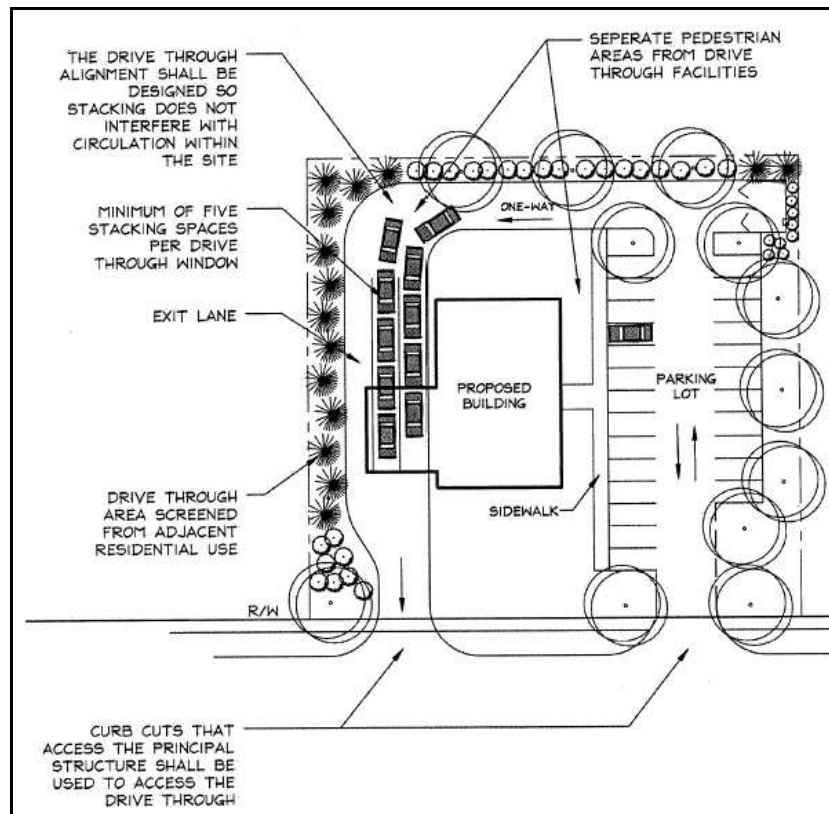 THE DRIVE THROUGH
ALIGNMENT SHALL BE
DESIGNED SO
STACKING DOES NOT
INTERFERE WITH
CIRCULATION WITHIN
THE SITE
SEPERATE PEDESTRIAN
AREAS FROM DRIVE
THROUGH FACILITIES
MINIMUM OF FIVE
STACKING SPACES
PER DRIVE
THROUGH WINDOW
ONE-WAY
EXIT LANE
PROPOSED
BUILDING
PARKING
LOT
DRIVE THROUGH
AREA SCREENED
FROM ADJACENT
RESIDENTIAL USE
SIDEWALK
R/W
CURB CUTS THAT
ACCESS THE PRINCIPAL
STRUCTURE SHALL BE
USED TO ACCESS THE
DRIVE THROUGH